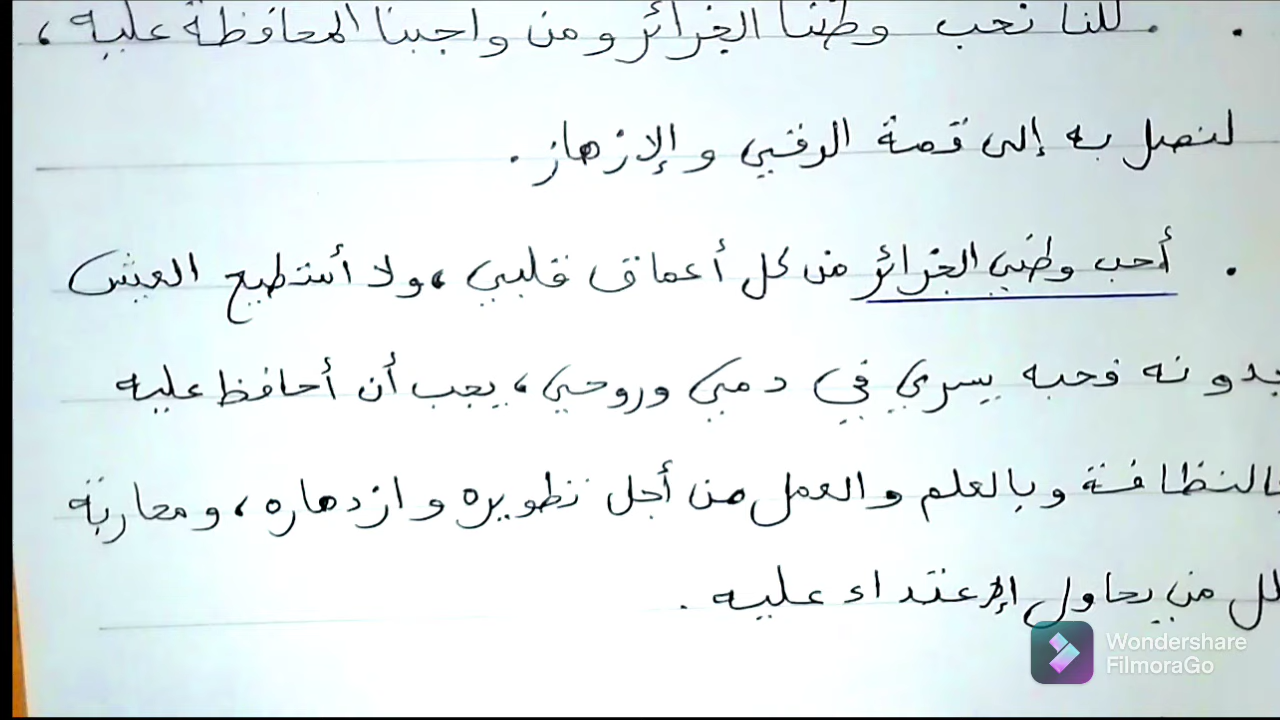 . كلنا نحب وطننا الجزائر ومن واجبنا المحافظة عليه ،
لنصل به إلى قمة الرقي والإزهاز .
. أحب وطني الجزائر من كل أعماق قلبي ، ولا أستطيع العيش
بدونه فحبه يسري في دمي وروحي ، يجب أن أحافظ عليه
بالنظافة وبالعلم والعمل من أجل تطويره وازدهاره ، ومحاربة
كل من يحاول الإعتداء عليه .
Wondershare
FilmoraGo